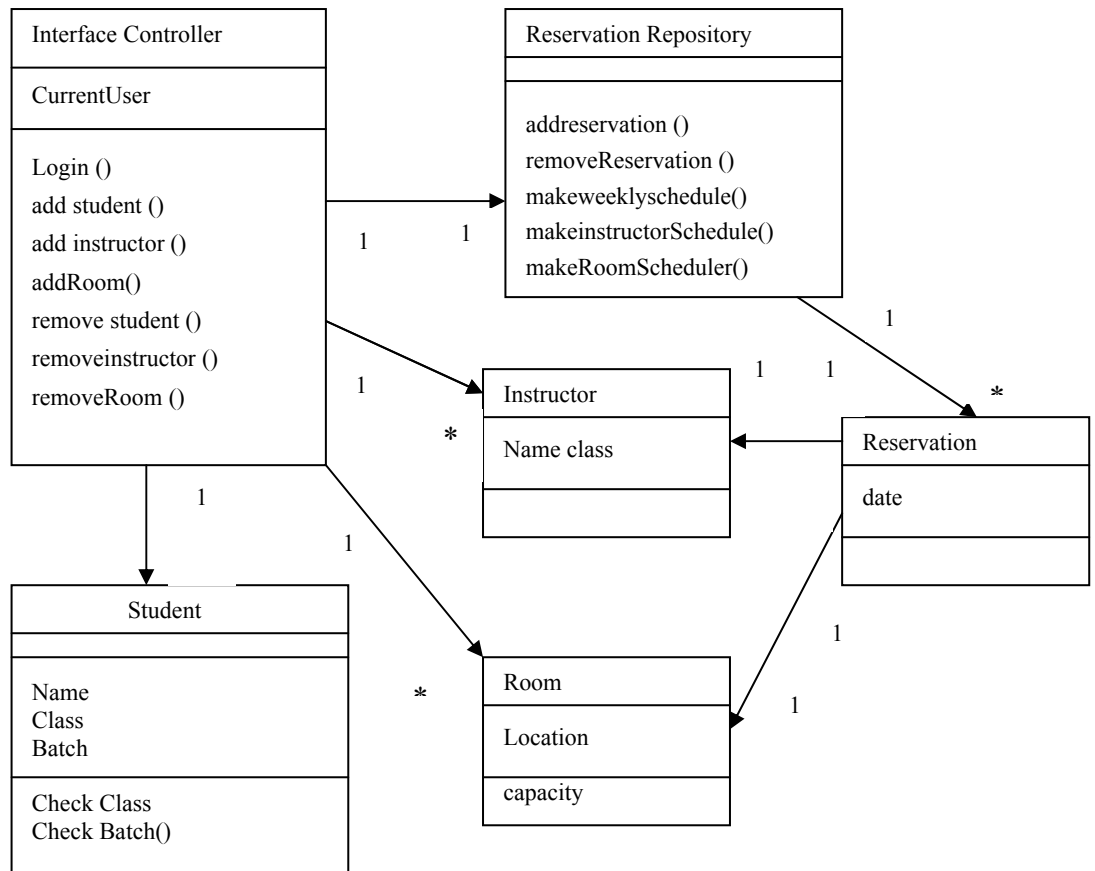 Interface Controller
CurrentUser
Login ()
add student ()
add instructor ()
addRoom()
remove student ()
removeinstructor ()
removeRoom ()
Reservation Repository
addreservation ()
removeReservation ()
makeweeklyschedule()
makeinstructorSchedule()
makeRoomScheduler()
1
1
1
1
*
Instructor
Name class
1
1
*
Reservation
date
1
1
*
Student
Name
Class
Batch
Check Class
Check Batch()
Room
Location
capacity
1
1